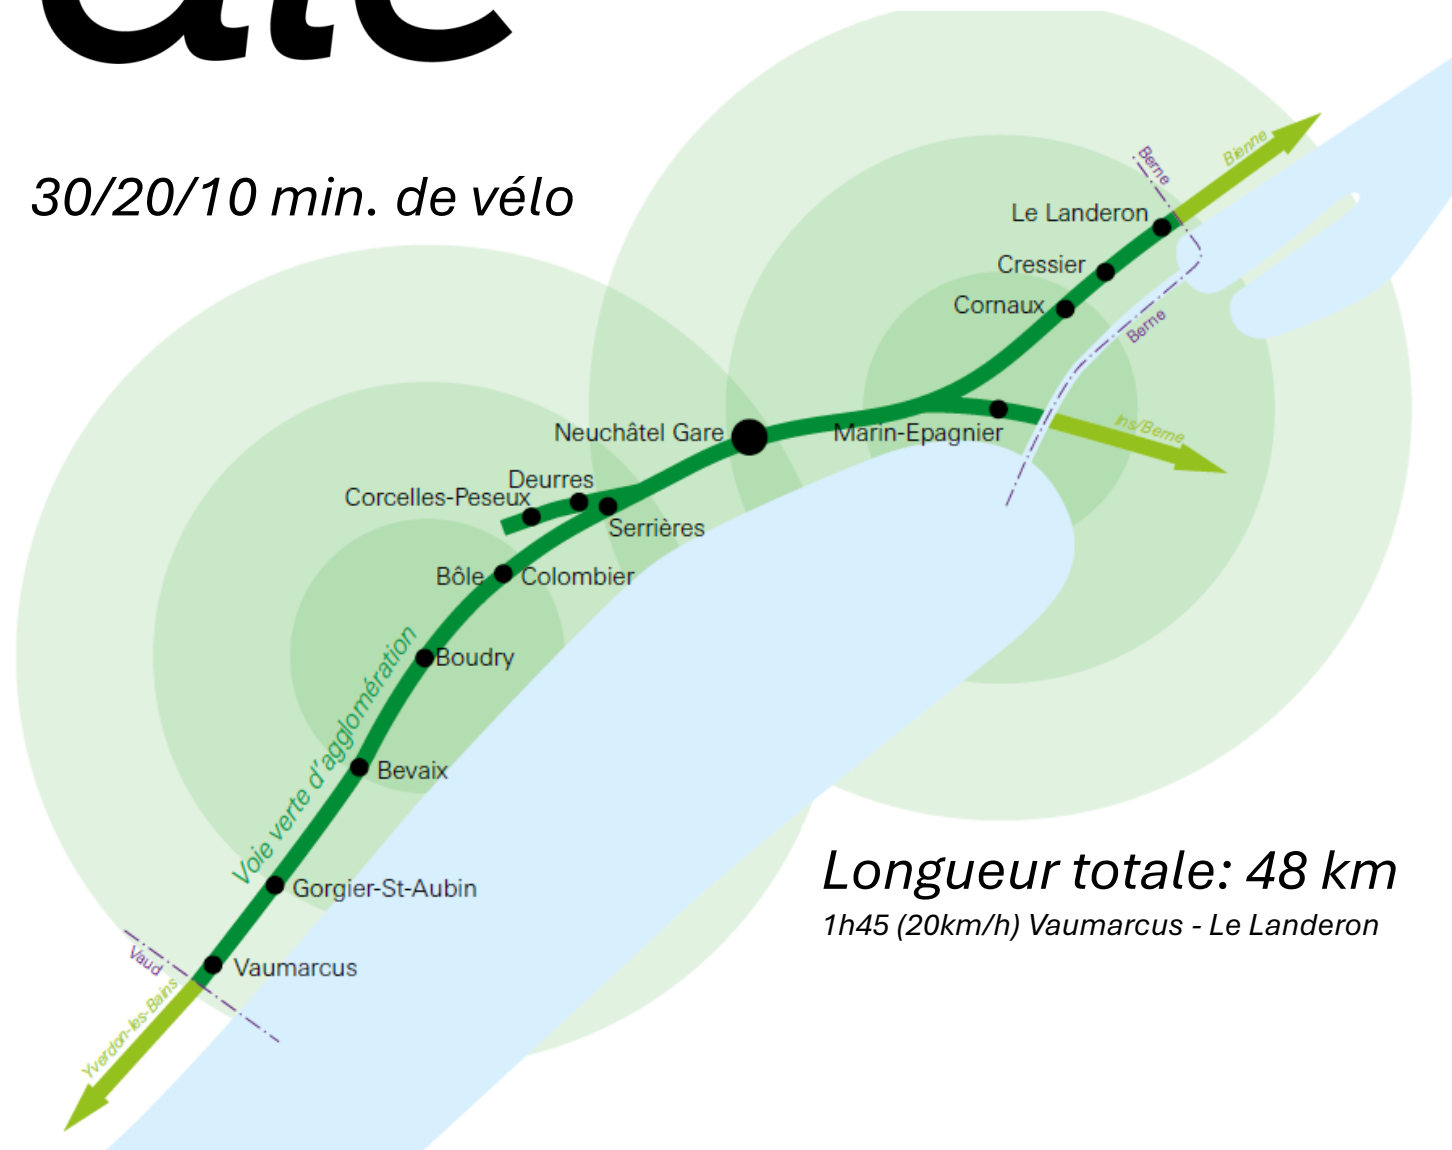 30/20/10 min. de vélo
Berne
Bienne
Le Landeron
Cressier
Cornaux
Berne
Ins/Berne
Neuchâtel Gare
Marin-Epagnier
Deurres
Corcelles-Peseux
Serrières
Bôle
Colombier
Boudry
Voie verte d'agglomération
Bevaix
Gorgier-St-Aubin
Vaumarcus
Vaud
Yverdon-les-Bains
Longueur totale: 48 km
1h45 (20km/h) Vaumarcus - Le Landeron